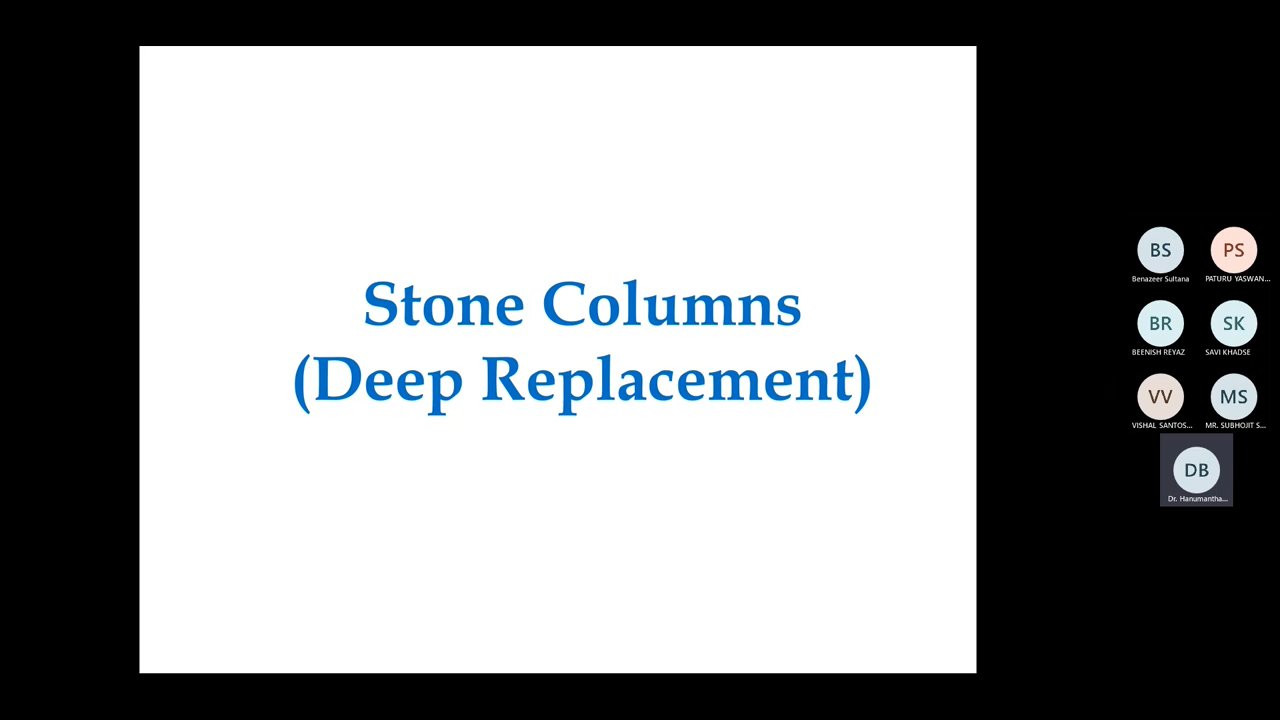 Stone Columns
(Deep Replacement)
BS
PS
Benazeer Sultana
PATURU YASWAN...
BR
SK
BEENISH REYAZ
SAVI KHADSE
VV
MS
VISHAL SANTOS...
MR. SUBHOJIT S...
DB
Dr. Hanumantha...